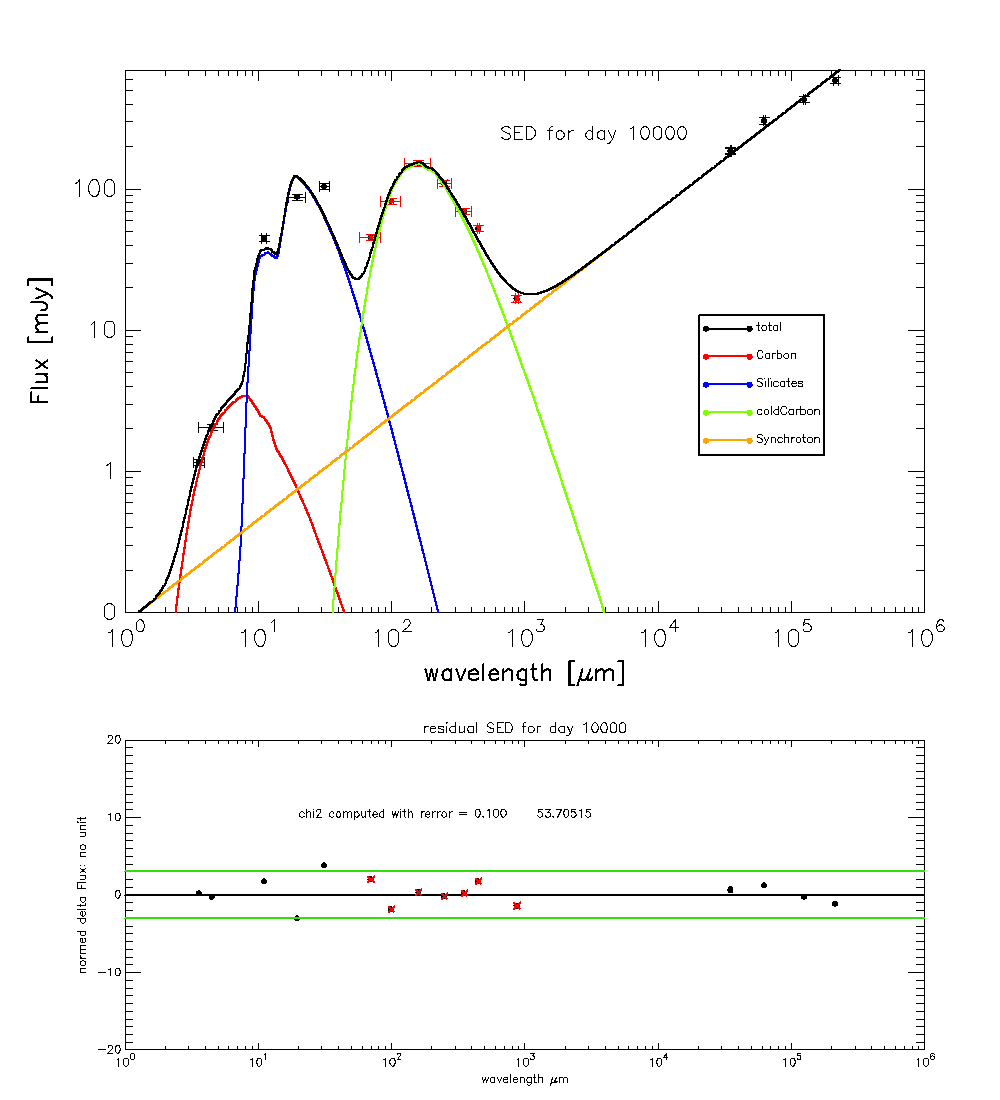 SED for day 10000
Flux [mJy]
100
10
1
0
total
Carbon
Silicates
coldCarbon
Synchroton
10^0 10^1 10^2 10^3 10^4 10^5 10^6
wavelength [μm]
residual SED for day 10000
normed delta Flux: no unit
20
10
0
-10
-20
chi2 computed with rerror = 0.100 53.70515
10^0 10^1 10^2 10^3 10^4 10^5 10^6
wavelength μm